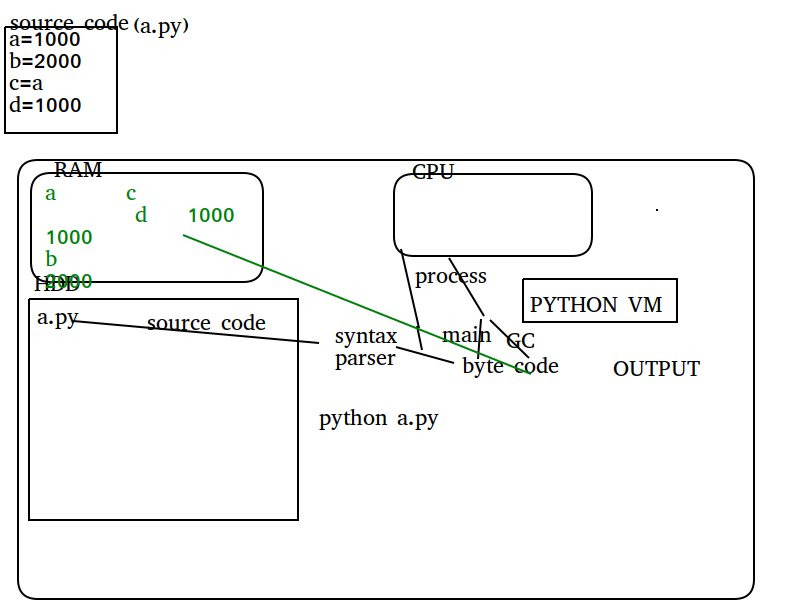 source code (a.py)
a=1000
b=2000
c=a
d=1000
RAM
CPU
a c
d 1000
1000
b
2000
HDD
process
a.py
source code
PYTHON VM
syntax
parser
main
GC
byte code
OUTPUT
python a.py